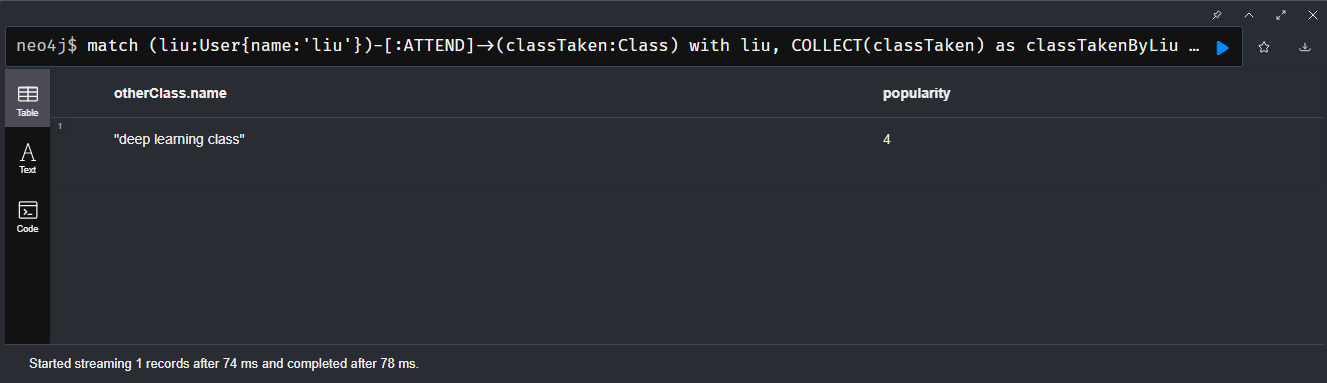 neo4j$ match (liu:User{name:'liu'})-[:ATTEND]→(classTaken:Class) with liu, COLLECT(classTaken) as classTakenByLiu …
Table
otherClass.name popularity
1
"deep learning class" 4
Text
Code
Started streaming 1 records after 74 ms and completed after 78 ms.